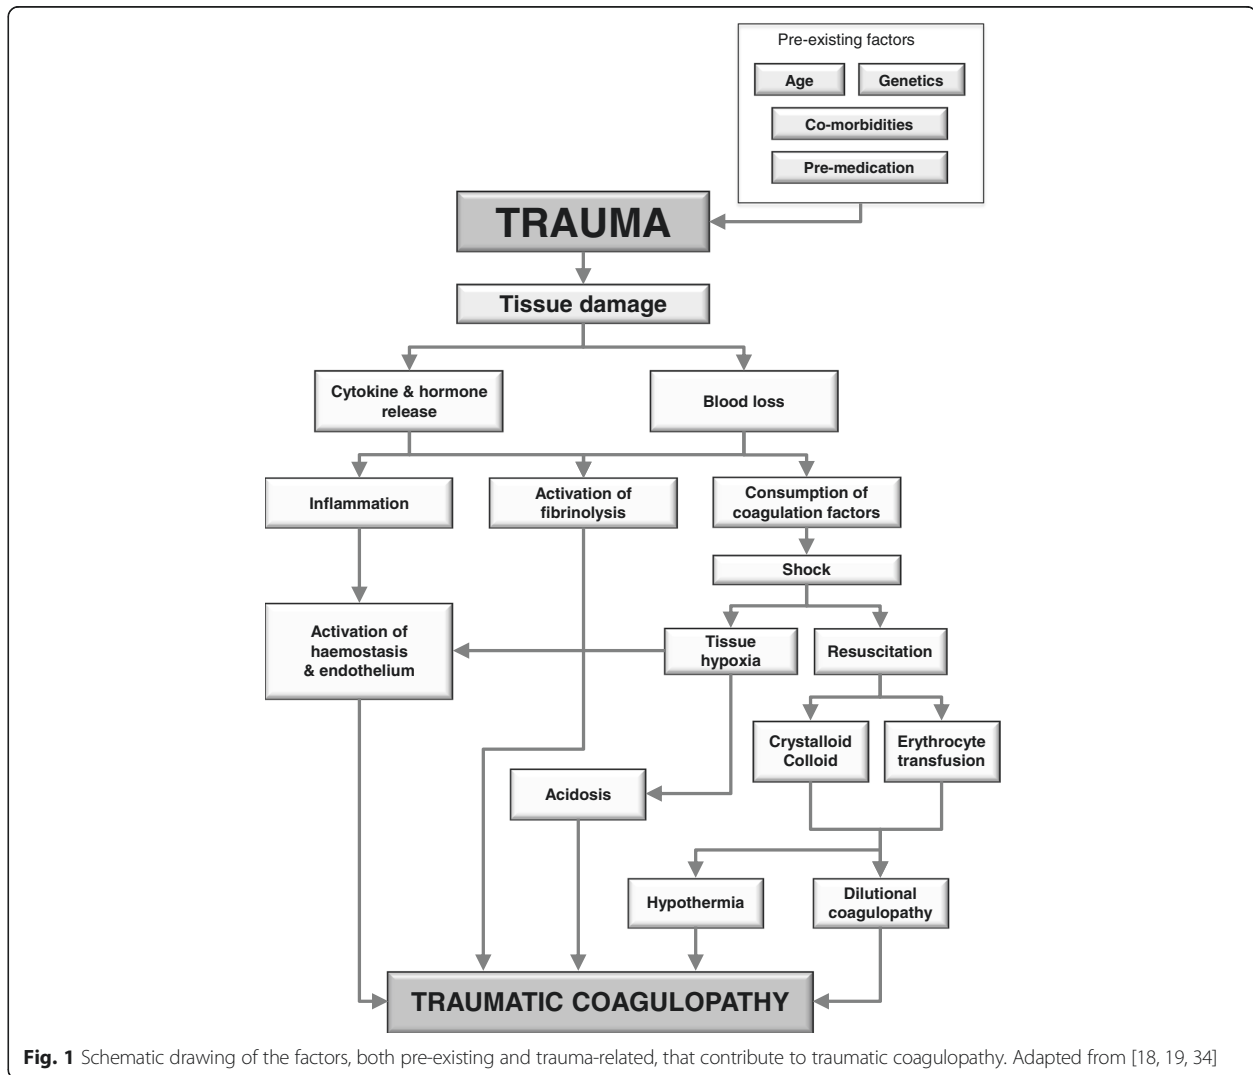 Pre-existing factors
Age
Genetics
Co-morbidities
Pre-medication
TRAUMA
Tissue damage
Cytokine & hormone
release
Blood loss
Inflammation
Activation of
fibrinolysis
Consumption of
coagulation factors
Shock
Activation of
haemostasis
& endothelium
Tissue
hypoxia
Resuscitation
Crystalloid
Colloid
Erythrocyte
transfusion
Acidosis
Hypothermia
Dilutional
coagulopathy
TRAUMATIC COAGULOPATHY
Fig. 1 Schematic drawing of the factors, both pre-existing and trauma-related, that contribute to traumatic coagulopathy. Adapted from [18, 19, 34]